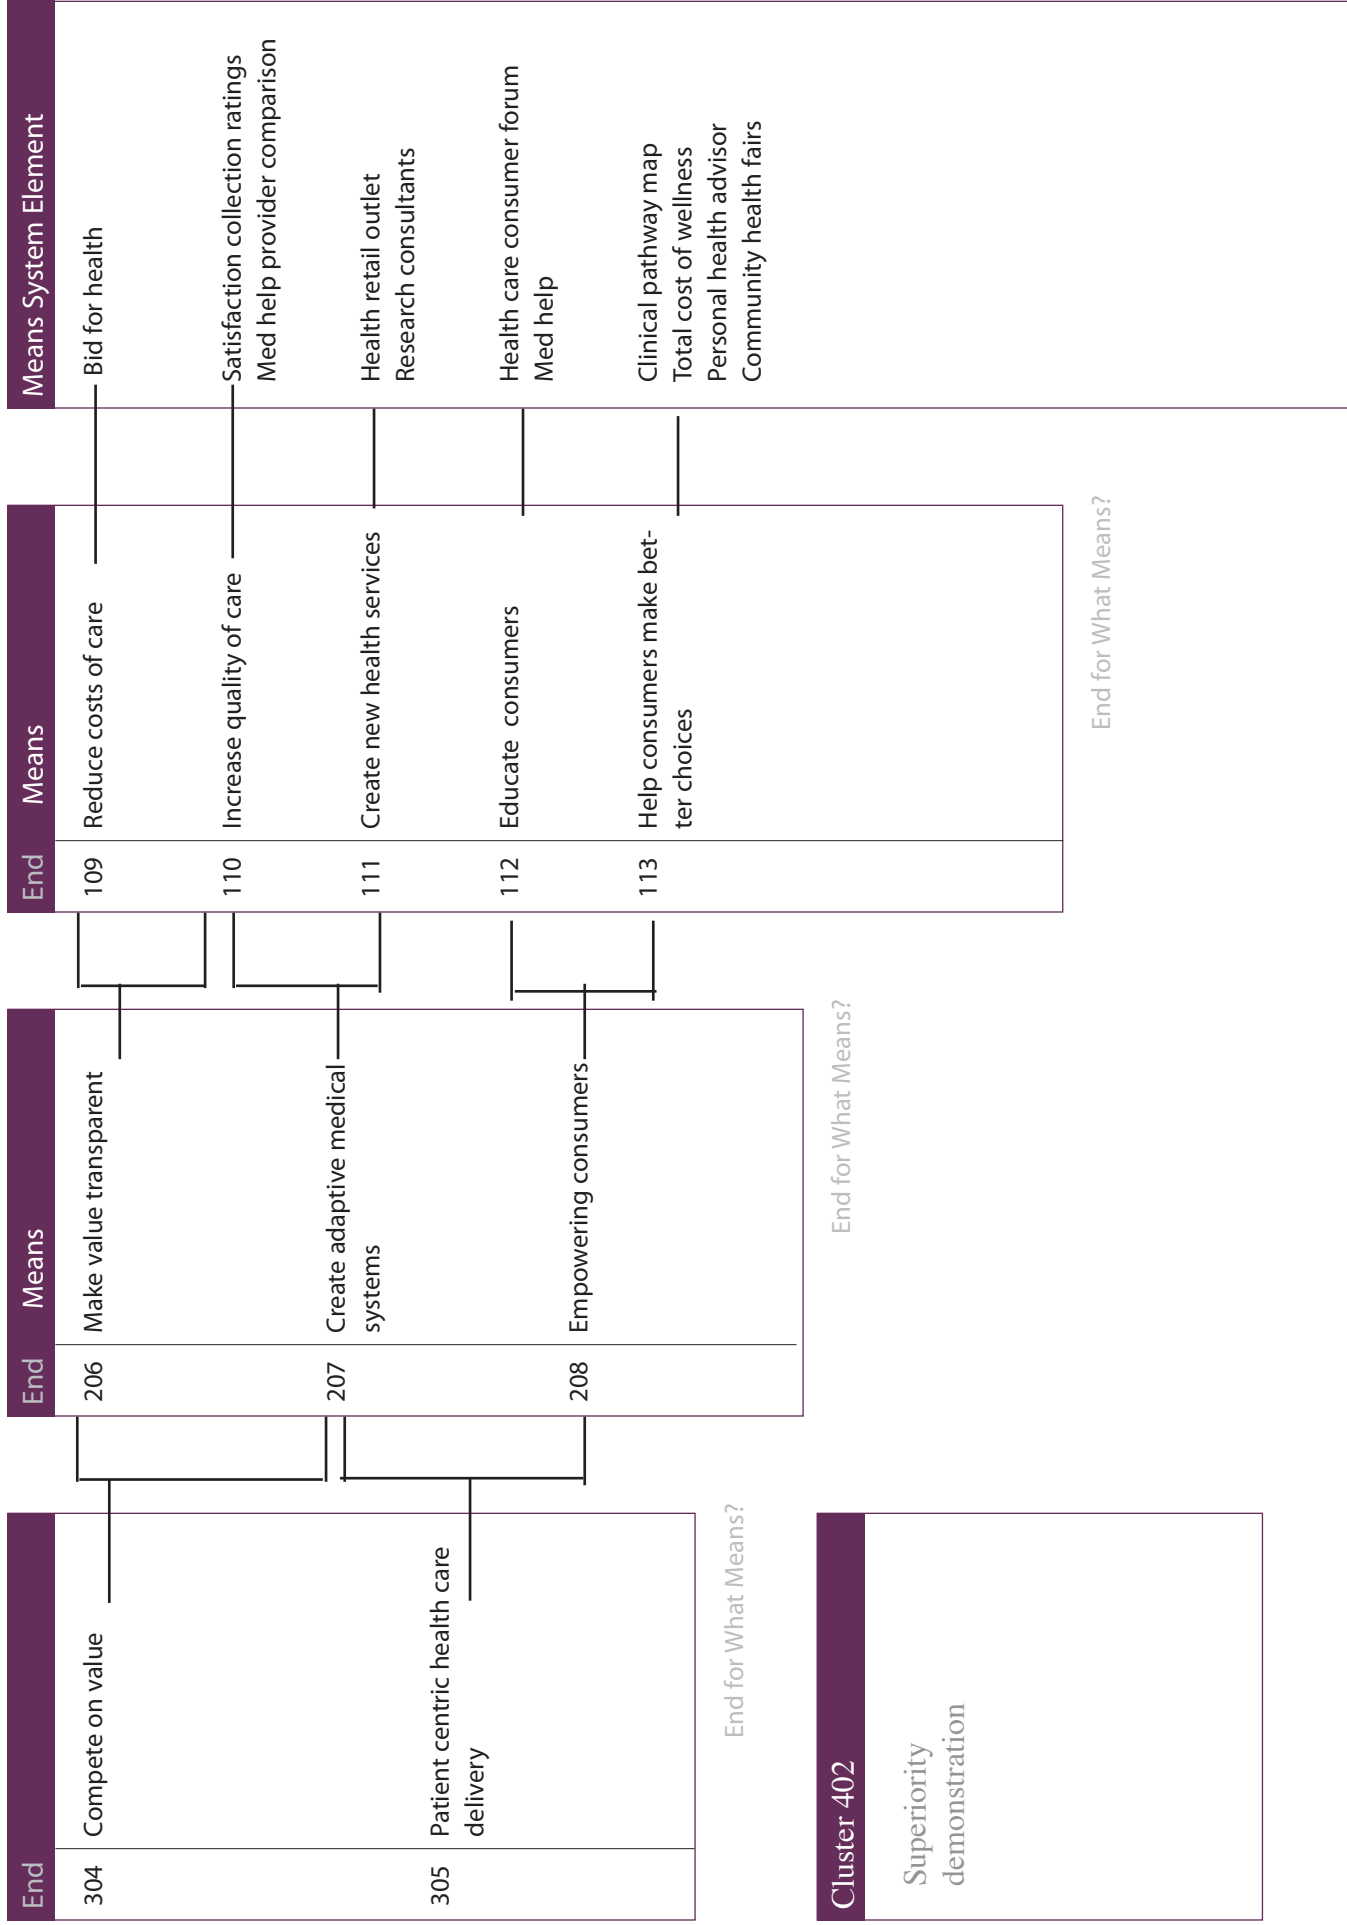 End
304 Compete on value
305 Patient centric health care
delivery
End for What Means?
Cluster 402
Superiority
demonstration
End Means
206 Make value transparent
207 Create adaptive medical
systems
208 Empowering consumers
End for What Means?
End Means
109 Reduce costs of care
110 Increase quality of care
111 Create new health services
112 Educate consumers
113 Help consumers make bet-
ter choices
End for What Means?
Means System Element
Bid for health
Satisfaction collection ratings
Med help provider comparison
Health retail outlet
Research consultants
Health care consumer forum
Med help
Clinical pathway map
Total cost of wellness
Personal health advisor
Community health fairs